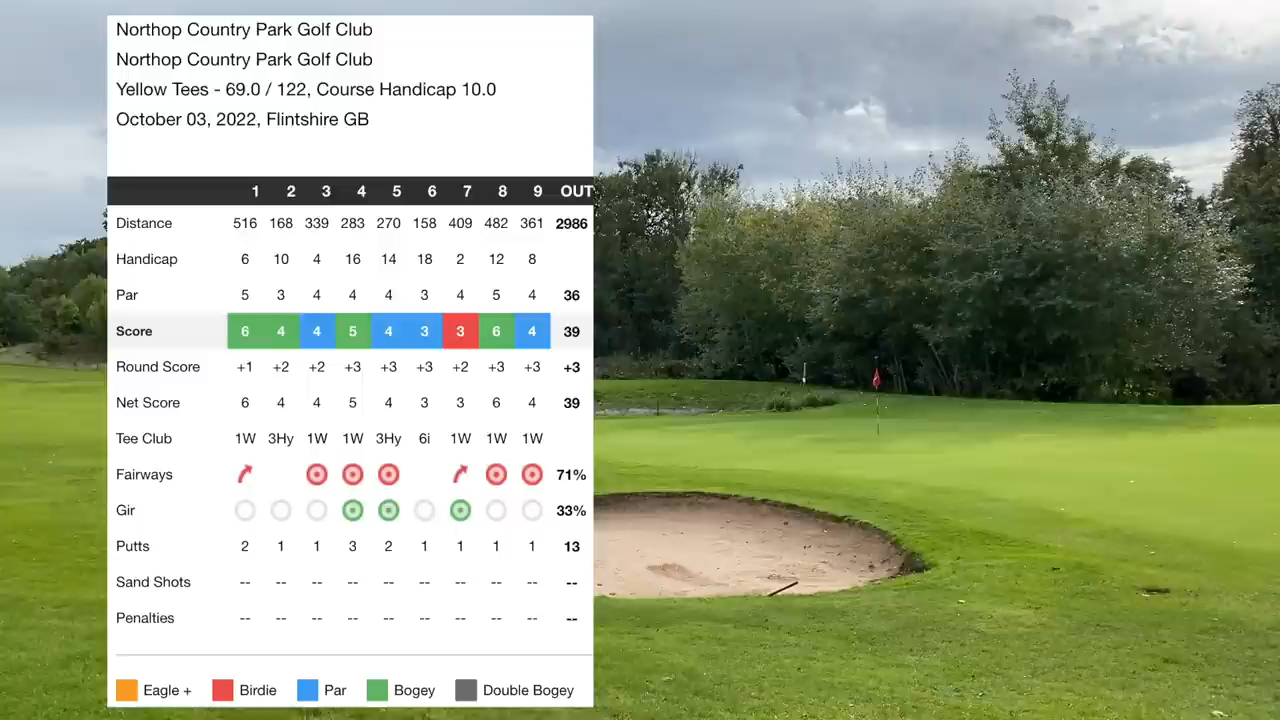 Northop Country Park Golf Club
Northop Country Park Golf Club
Yellow Tees - 69.0 / 122, Course Handicap 10.0
October 03, 2022, Flintshire GB
1 2 3 4 5 6 7 8 9 OUT
Distance 516 168 339 283 270 158 409 482 361 2986
Handicap 6 10 4 16 14 18 2 12 8
Par 5 3 4 4 4 3 4 5 4 36
Score 6 4 4 5 4 3 3 6 4 39
Round Score +1 +2 +2 +3 +3 +3 +2 +3 +3 +3
Net Score 6 4 4 5 4 3 3 6 4 39
Tee Club 1W 3Hy 1W 1W 3Hy 6i 1W 1W 1W
Fairways 71%
Gir 33%
Putts 2 1 1 3 2 1 1 1 1 13
Sand Shots -- -- -- -- -- -- -- -- -- --
Penalties -- -- -- -- -- -- -- -- -- --
Eagle + Birdie Par Bogey Double Bogey